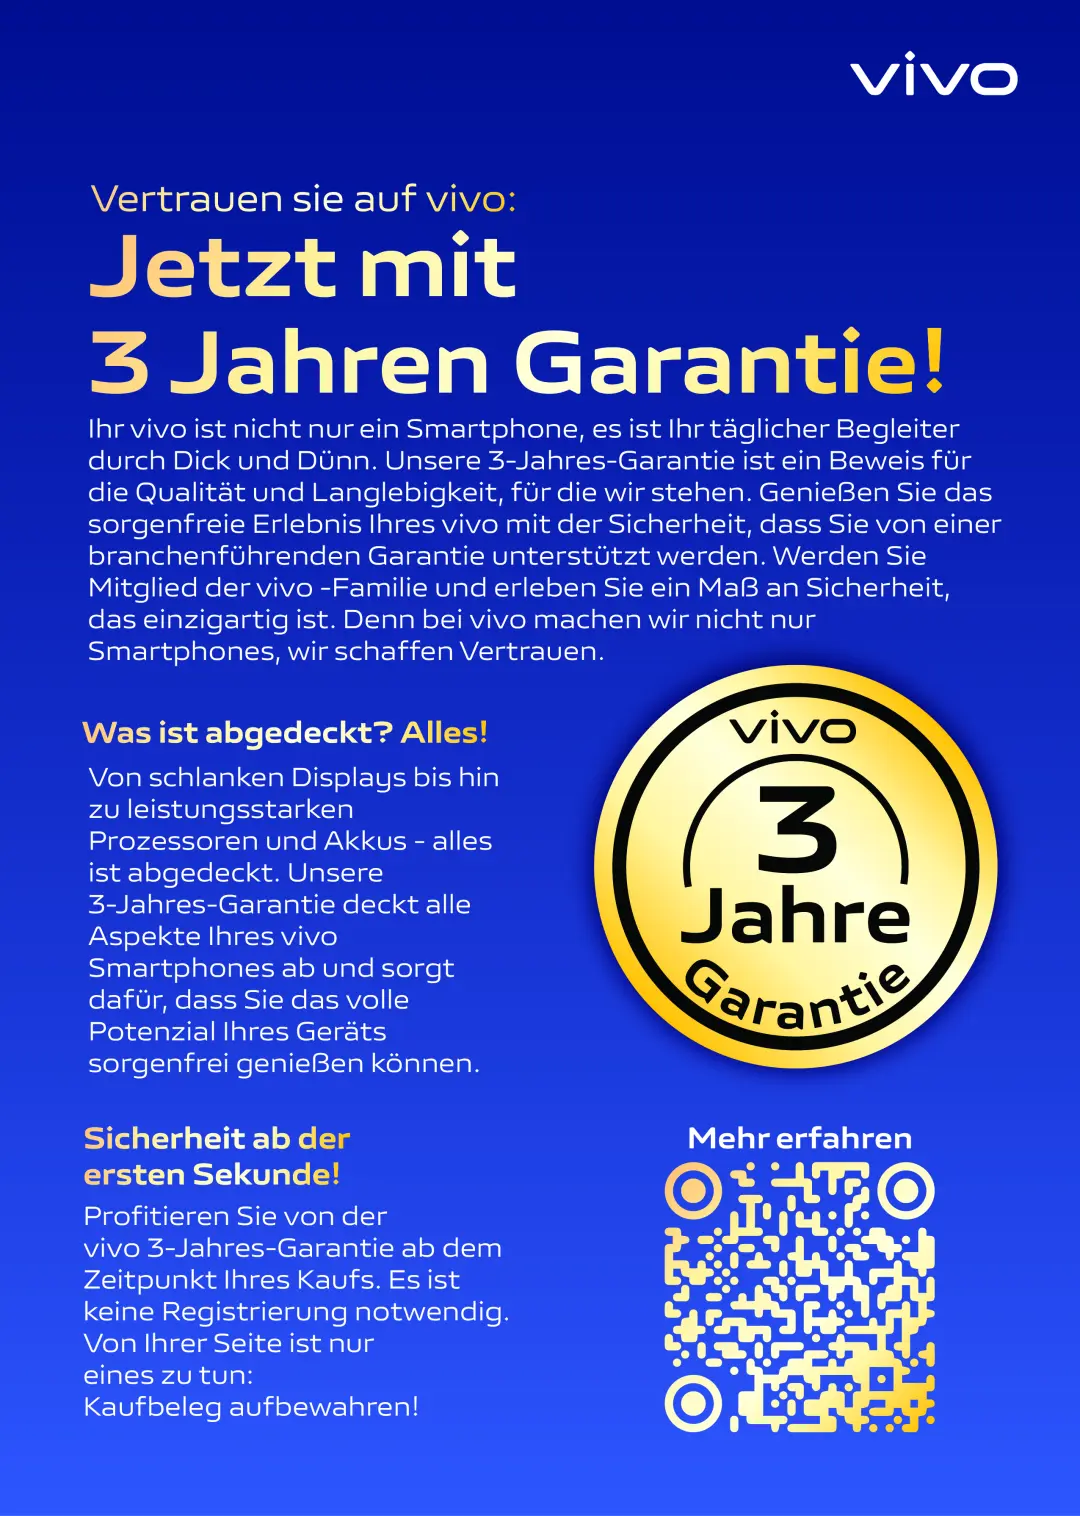 vivo
Vertrauen sie auf vivo:
Jetzt mit
3 Jahren Garantie!
Ihr vivo ist nicht nur ein Smartphone, es ist Ihr täglicher Begleiter
durch Dick und Dünn. Unsere 3-Jahres-Garantie ist ein Beweis für
die Qualität und Langlebigkeit, für die wir stehen. Genießen Sie das
sorgenfreie Erlebnis Ihres vivo mit der Sicherheit, dass Sie von einer
branchenführenden Garantie unterstützt werden. Werden Sie
Mitglied der vivo -Familie und erleben Sie ein Maß an Sicherheit,
das einzigartig ist. Denn bei vivo machen wir nicht nur
Smartphones, wir schaffen Vertrauen.
Was ist abgedeckt? Alles!
Von schlanken Displays bis hin
zu leistungsstarken
Prozessoren und Akkus - alles
ist abgedeckt. Unsere
3-Jahres-Garantie deckt alle
Aspekte Ihres vivo
Smartphones ab und sorgt
dafür, dass Sie das volle
Potenzial Ihres Geräts
sorgenfrei genießen können.
vivo
3
Jahre
Garantie
Sicherheit ab der
ersten Sekunde!
Profitieren Sie von der
vivo 3-Jahres-Garantie ab dem
Zeitpunkt Ihres Kaufs. Es ist
keine Registrierung notwendig.
Von Ihrer Seite ist nur
eines zu tun:
Kaufbeleg aufbewahren!
Mehr erfahren